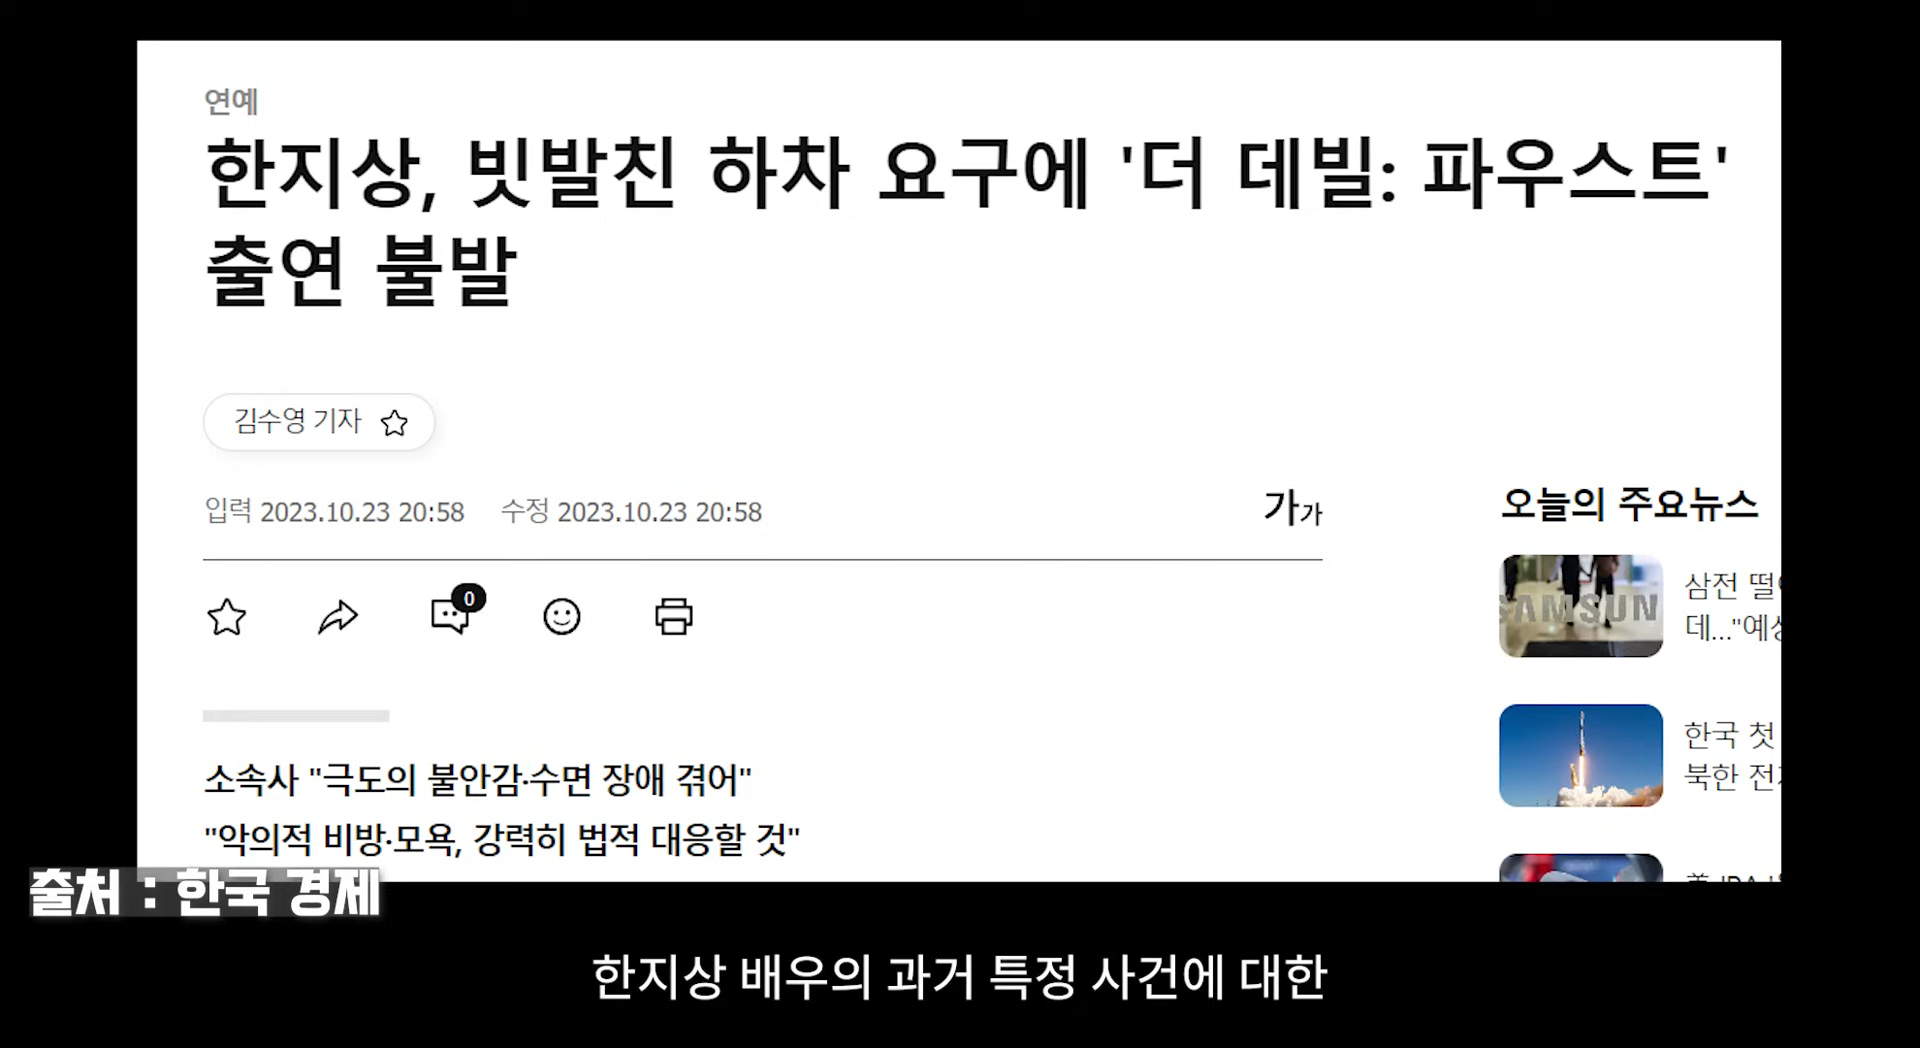 연예
한지상, 빗발친 하차 요구에 '더 데빌: 파우스트'
출연 불발
김수영 기자
입력 2023.10.23 20:58 수정 2023.10.23 20:58
가가
0
오늘의 주요뉴스
SAMSUN
삼전
데..."예상
한국 첫
북한
소속사 "극도의 불안감·수면 장애 겪어"
"악의적 비방·모욕, 강력히 법적 대응할 것"
출처 : 한국 경제
한지상 배우의 과거 특정 사건에 대한